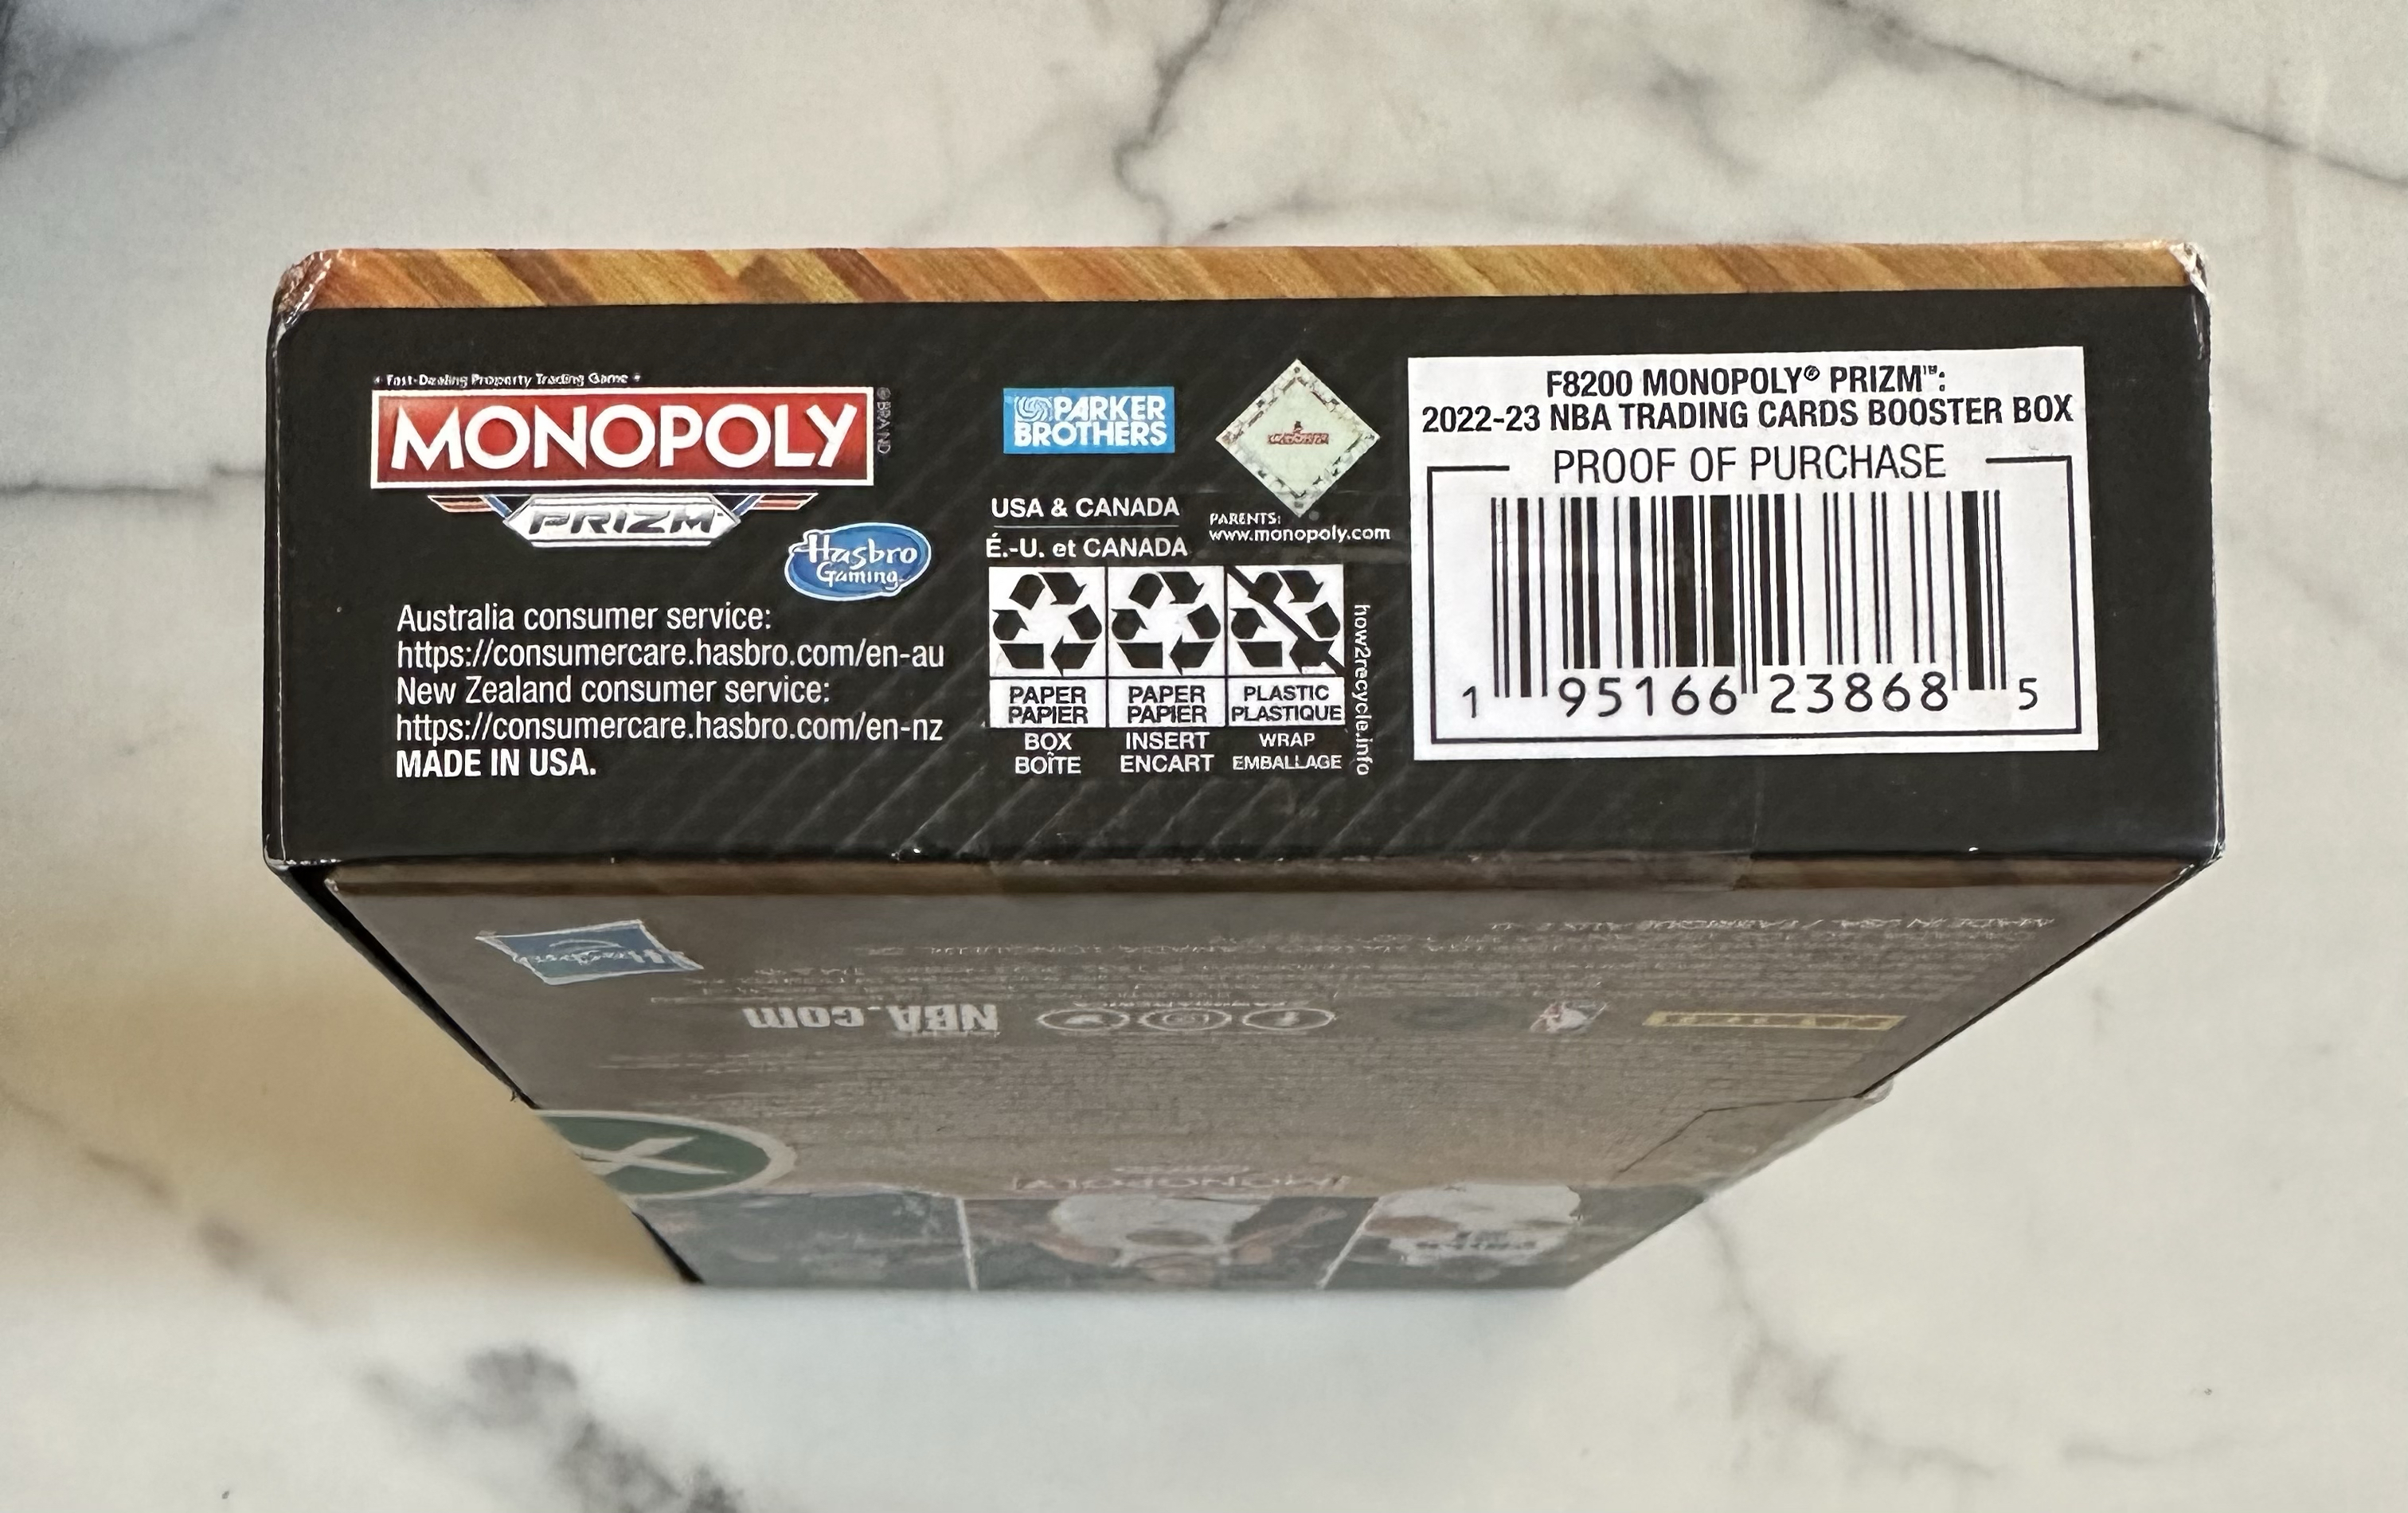 Fast-Dealing Property Trading Game
MONOPOLY
® BRAND
PRIZM
Hasbro
Gaming
Australia consumer service:
https://consumercare.hasbro.com/en-au
New Zealand consumer service:
https://consumercare.hasbro.com/en-nz
MADE IN USA.
PARKER
BROTHERS
USA & CANADA
É.-U. et CANADA
PARENTS:
www.monopoly.com
PAPER
PAPIER
BOX
BOÎTE
PAPER
PAPIER
INSERT
ENCART
PLASTIC
PLASTIQUE
WRAP
EMBALLAGE
how2recycle.info
F8200 MONOPOLY® PRIZM™:
2022-23 NBA TRADING CARDS BOOSTER BOX
PROOF OF PURCHASE
1 95166 23868 5
NBA.com
MONOPOLY